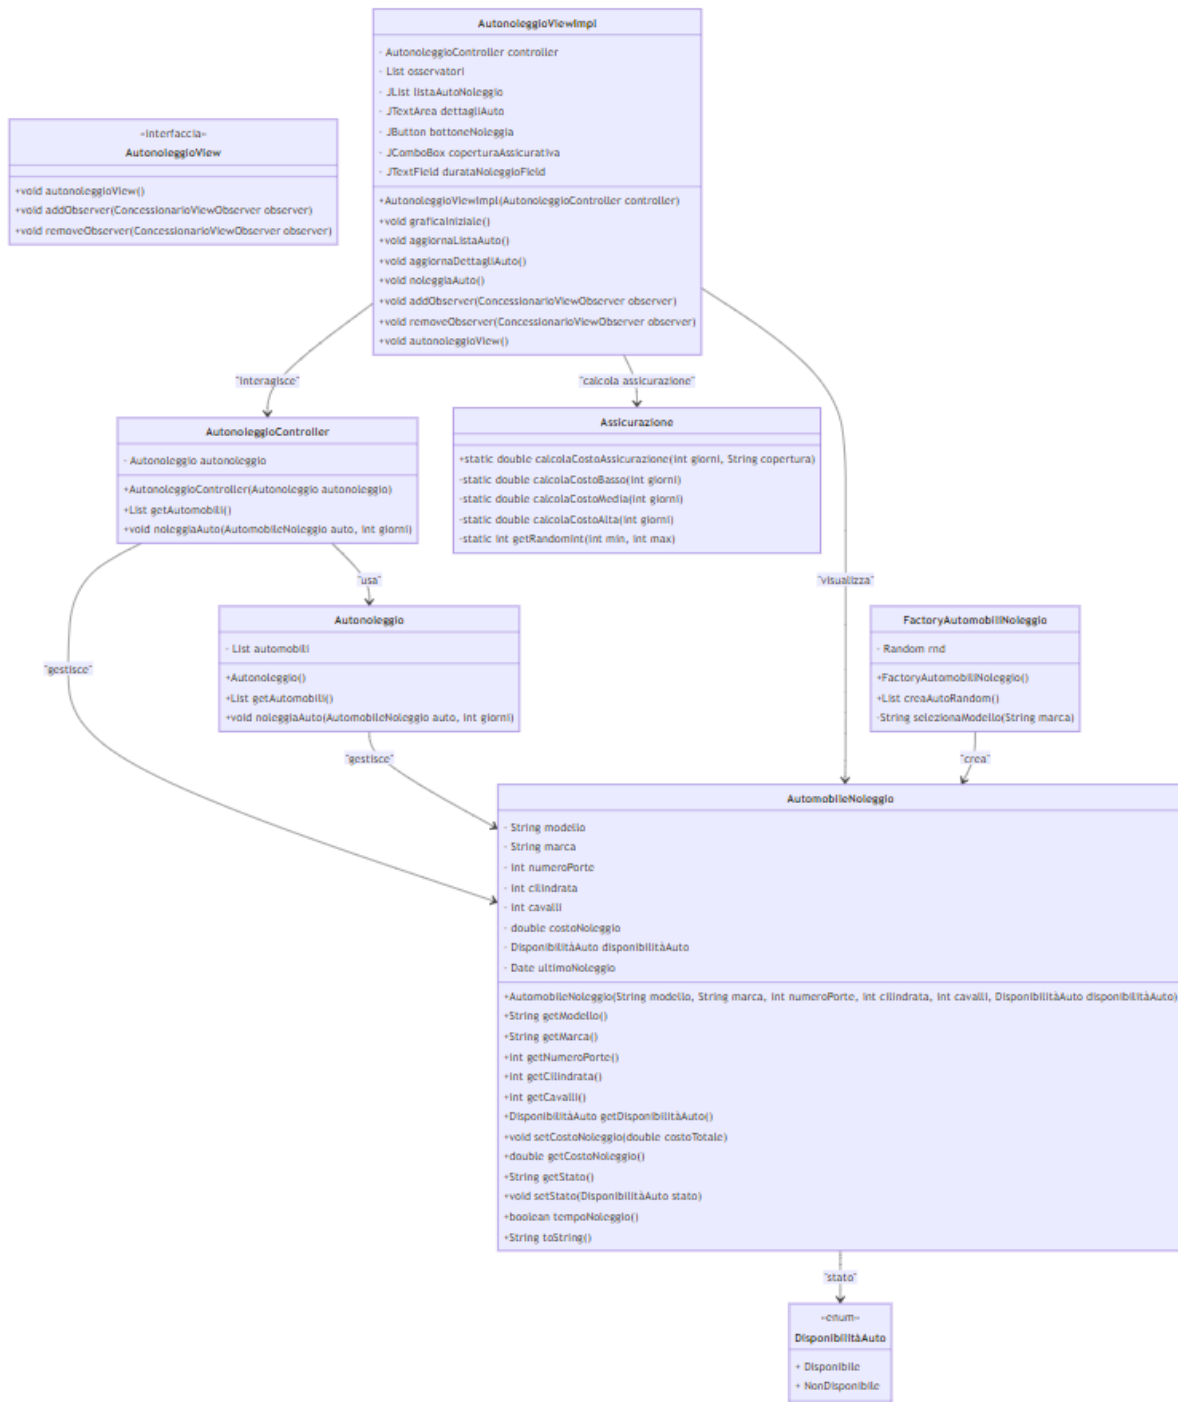 AutonoleggioViewImpl
- AutonoleggioController controller
- List osservatori
- JList listaAutoNoleggio
- JTextArea dettagliAuto
- JButton bottoneNoleggia
- JComboBox coperturaAssicurativa
- JTextField durataNoleggioField
+AutonoleggioViewImpl(AutonoleggioController controller)
+void graficaIniziale()
+void aggiornaListaAuto()
+void aggiornaDettagliAuto()
+void noleggiaAuto()
+void addObserver(ConcessionarioViewObserver observer)
+void removeObserver(ConcessionarioViewObserver observer)
+void autonoleggioView()
«interfaccia»
AutonoleggioView
+void autonoleggioView()
+void addObserver(ConcessionarioViewObserver observer)
+void removeObserver(ConcessionarioViewObserver observer)
"interagisce"
"calcola assicurazione"
AutonoleggioController
- Autonoleggio autonoleggio
+AutonoleggioController(Autonoleggio autonoleggio)
+List getAutomobili()
+void noleggiaAuto(AutomobileNoleggio auto, int giorni)
Assicurazione
+static double calcolaCostoAssicurazione(int giorni, String copertura)
-static double calcolaCostoBasso(int giorni)
-static double calcolaCostoMedia(int giorni)
-static double calcolaCostoAlta(int giorni)
-static int getRandomInt(int min, int max)
"usa"
"visualizza"
"gestisce"
Autonoleggio
- List automobili
+Autonoleggio()
+List getAutomobili()
+void noleggiaAuto(AutomobileNoleggio auto, int giorni)
FactoryAutomobiliNoleggio
- Random rnd
+FactoryAutomobiliNoleggio()
+List creaAutoRandom()
-String selezionaModello(String marca)
"gestisce"
"crea"
AutomobileNoleggio
- String modello
- String marca
- int numeroPorte
- int cilindrata
- int cavalli
- double costoNoleggio
- DisponibilitàAuto disponibilitàAuto
- Date ultimoNoleggio
+AutomobileNoleggio(String modello, String marca, int numeroPorte, int cilindrata, int cavalli, DisponibilitàAuto disponibilitàAuto)
+String getModello()
+String getMarca()
+int getNumeroPorte()
+int getCilindrata()
+int getCavalli()
+DisponibilitàAuto getDisponibilitàAuto()
+void setCostoNoleggio(double costoTotale)
+double getCostoNoleggio()
+String getStato()
+void setStato(DisponibilitàAuto stato)
+boolean tempoNoleggio()
+String toString()
"stato"
«enum»
DisponibilitàAuto
+ Disponibile
+ NonDisponibile